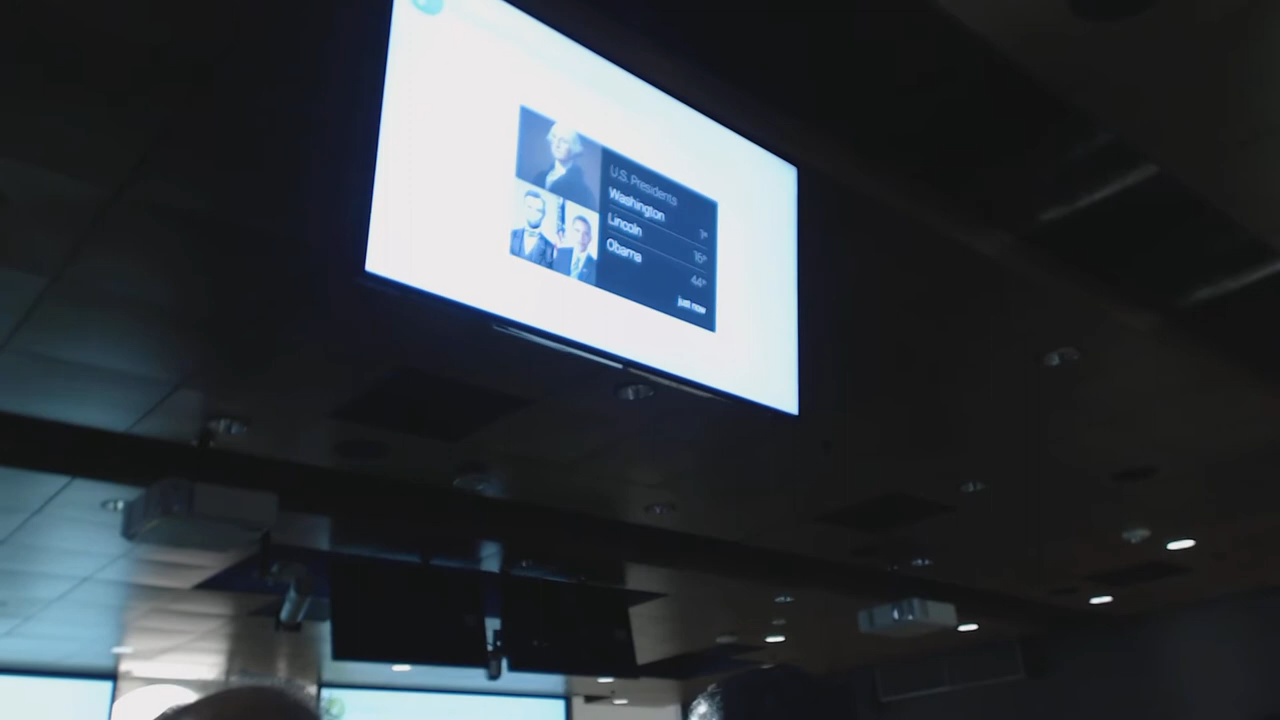 U.S. Presidents
Washington 1st
Lincoln 16th
Obama 44th
just now